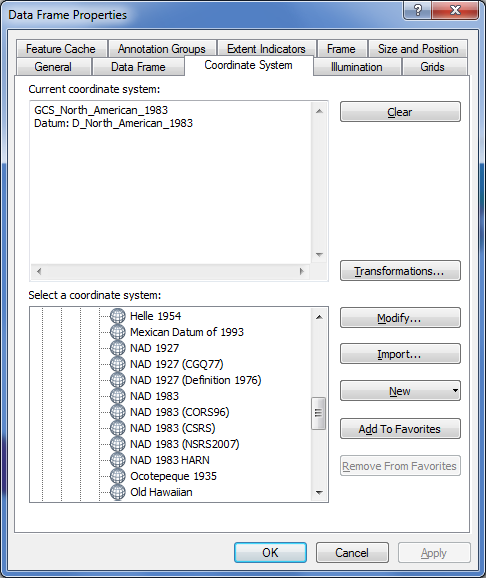 Data Frame Properties
Feature Cache Annotation Groups Extent Indicators Frame Size and Position
General Data Frame Coordinate System Illumination Grids
Current coordinate system:
GCS_North_American_1983
Datum: D_North_American_1983
Clear
Transformations...
Select a coordinate system:
Helle 1954
Mexican Datum of 1993
NAD 1927
NAD 1927 (CGQ77)
NAD 1927 (Definition 1976)
NAD 1983
NAD 1983 (CORS96)
NAD 1983 (CSRS)
NAD 1983 (NSRS2007)
NAD 1983 HARN
Ocotepeque 1935
Old Hawaiian
Modify...
Import...
New
Add To Favorites
Remove From Favorites
OK Cancel Apply